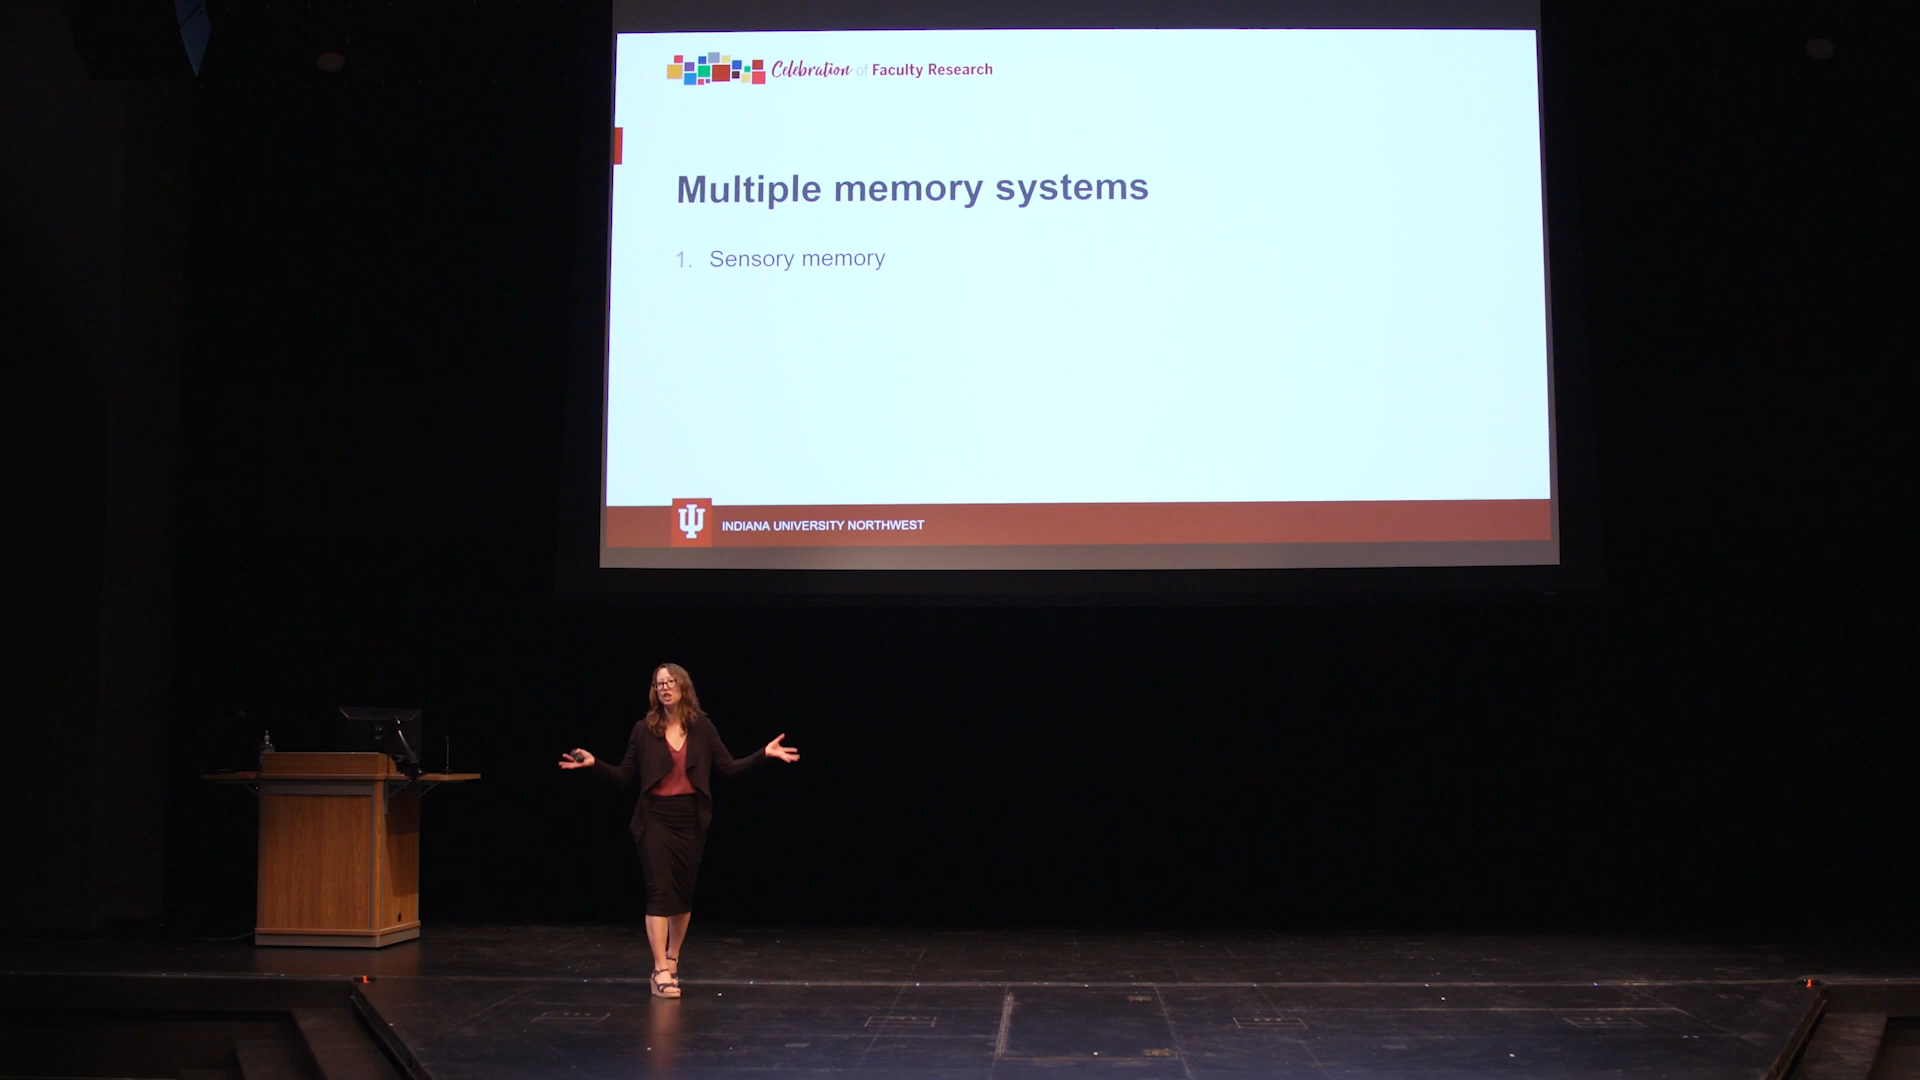 Celebration of Faculty Research
Multiple memory systems
1. Sensory memory
INDIANA UNIVERSITY NORTHWEST